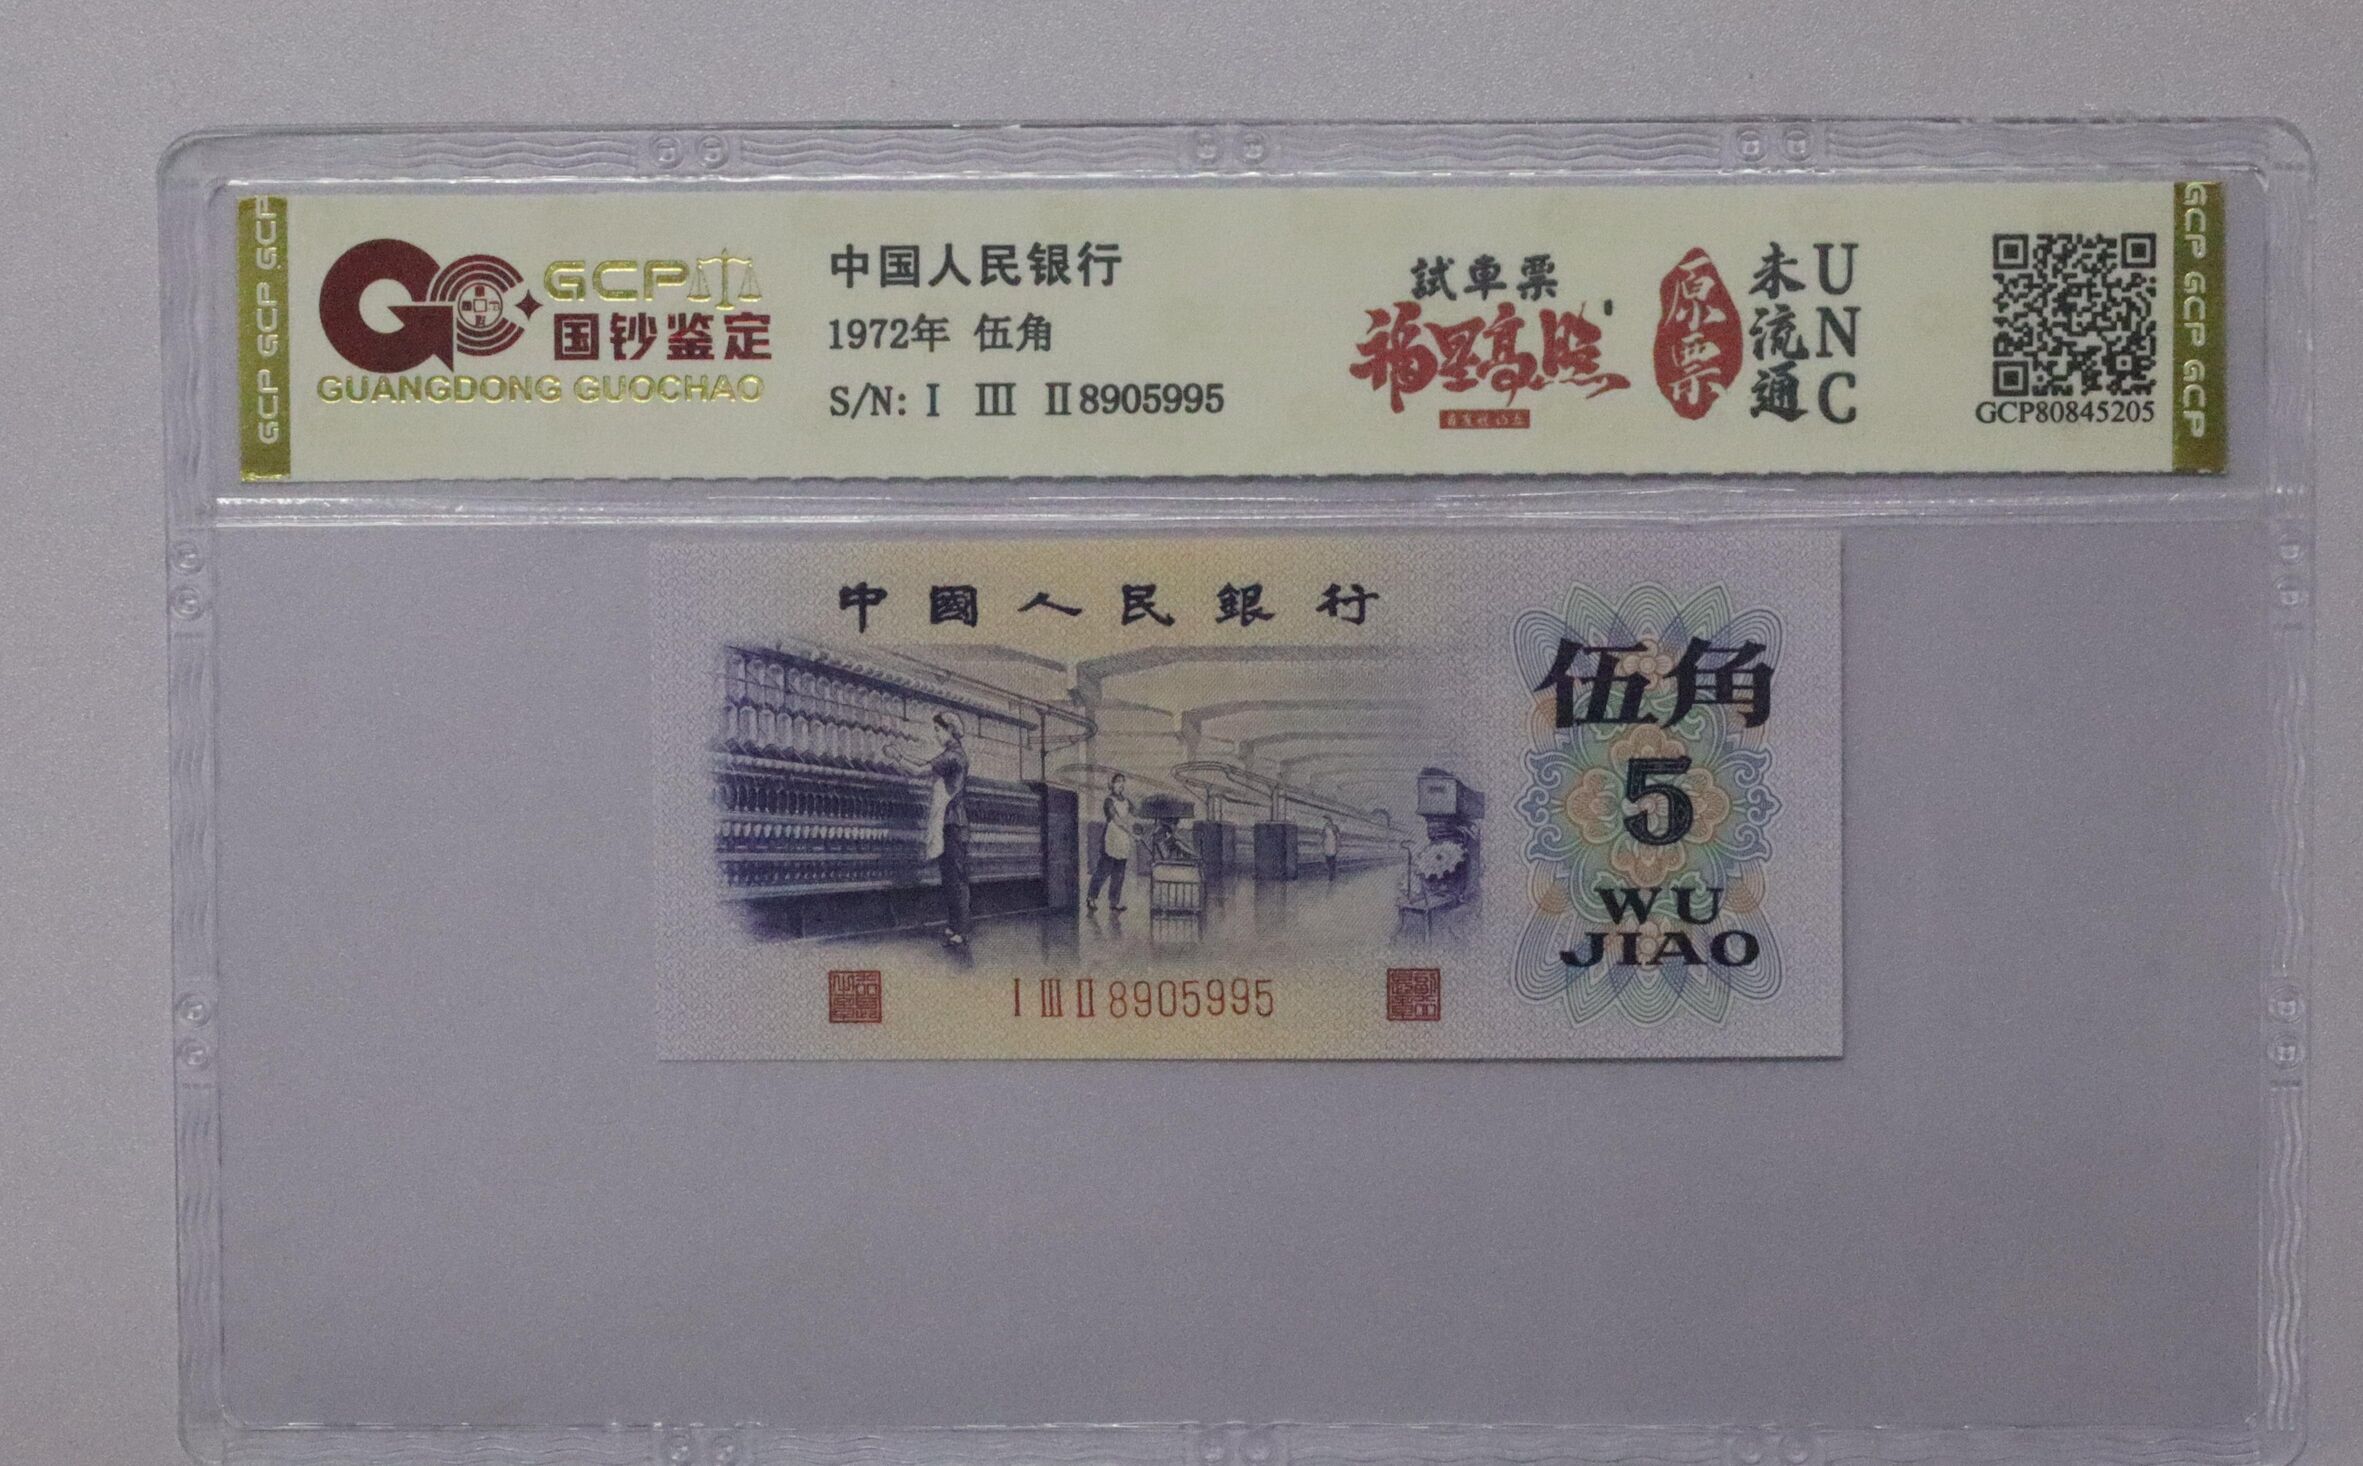 GCP GCP GCP
GCP
国钞鉴定
GUANGDONG GUOCHAO
中国人民银行
1972年 伍角
S/N: Ⅰ Ⅲ Ⅱ8905995
試車票
福星高照
原票
未流通
UNC
GCP80845205
GCP GCP GCP
中國人民銀行
伍角
5
WU
JIAO
Ⅰ Ⅲ Ⅱ 8905995